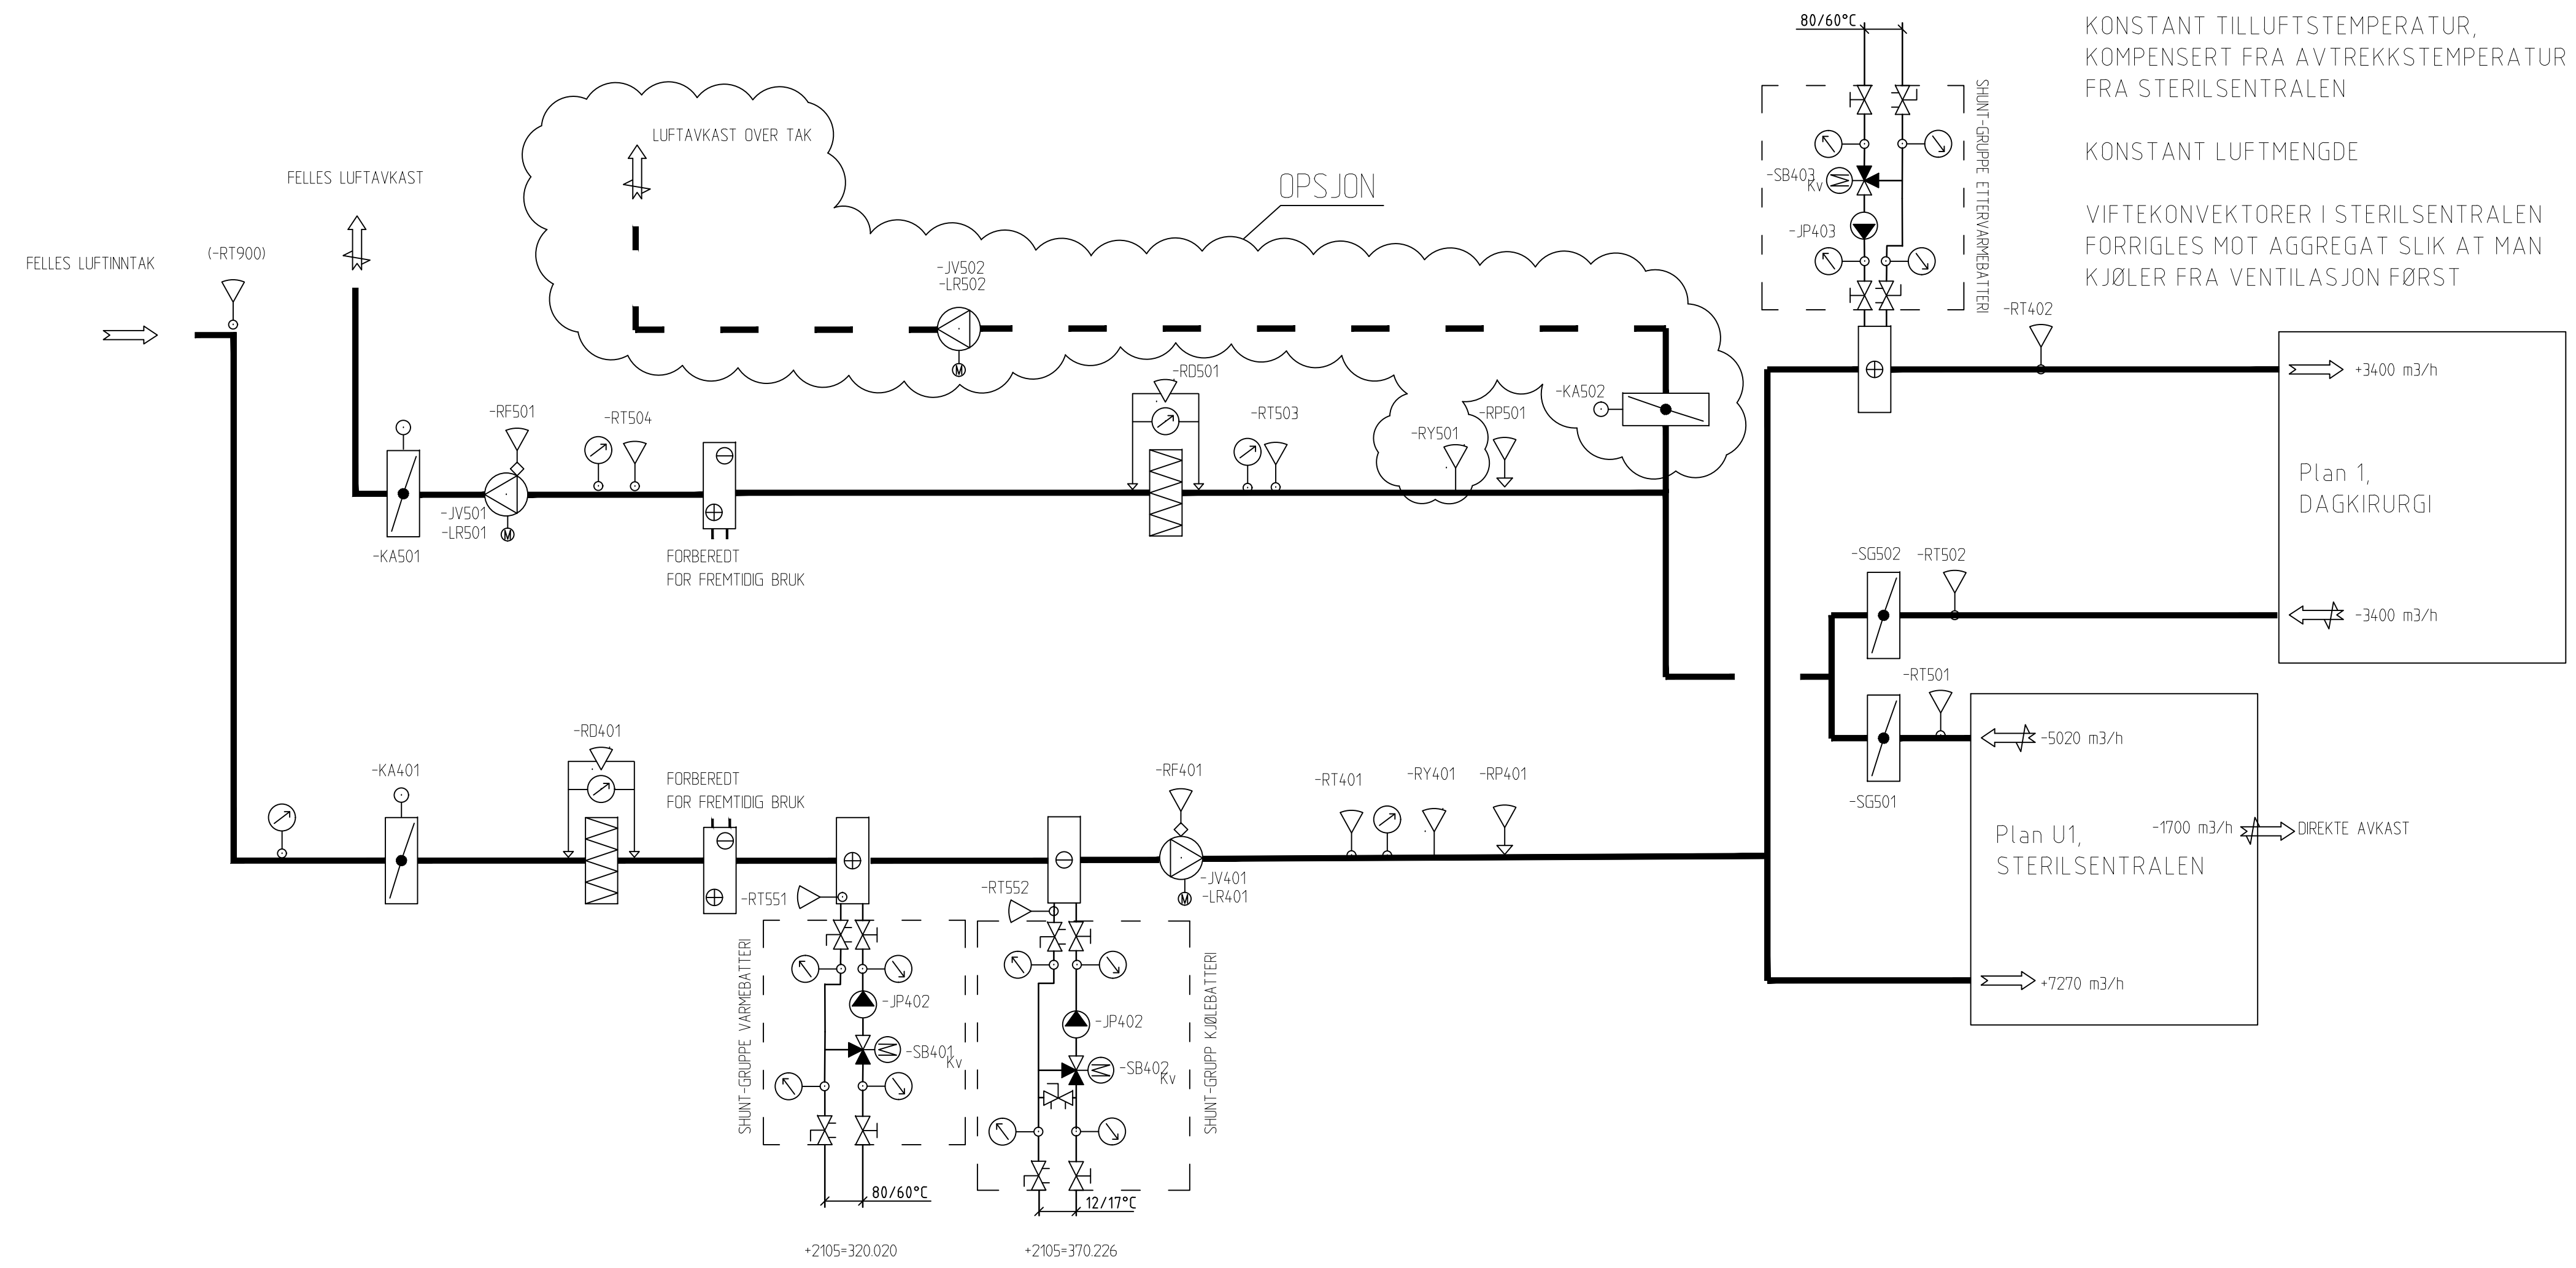 80/60°C
KONSTANT TILLUFTSTEMPERATUR,
KOMPENSERT FRA AVTREKKSTEMPERATUR
FRA STERILSENTRALEN
KONSTANT LUFTMENGDE
VIFTEKONVEKTORER I STERILSENTRALEN
FORRIGLES MOT AGGREGAT SLIK AT MAN
KJØLER FRA VENTILASJON FØRST
SHUNT-GRUPPE ETTERVARMEBATTERI
-SB403
Kv
-JP403
LUFTAVKAST OVER TAK
FELLES LUFTAVKAST
OPSJON
(-RT900)
FELLES LUFTINNTAK
-JV502
-LR502
M
-RT402
+3400 m3/h
-RD501
-KA502
-RF501
-RT504
-RT503
-RY501
-RP501
-JV501
-LR501
M
-KA501
FORBEREDT
FOR FREMTIDIG BRUK
Plan 1,
DAGKIRURGI
-SG502
-RT502
-3400 m3/h
-RT501
-5020 m3/h
-SG501
-RD401
-KA401
FORBEREDT
FOR FREMTIDIG BRUK
-RF401
-RT401
-RY401
-RP401
Plan U1,
STERILSENTRALEN
-1700 m3/h
DIREKTE AVKAST
-RT551
-RT552
-JV401
-LR401
M
+7270 m3/h
SHUNT-GRUPPE VARMEBATTERI
-JP402
-SB401
Kv
80/60°C
SHUNT-GRUPP KJØLEBATTERI
-JP402
-SB402
Kv
12/17°C
+2105=320.020
+2105=370.226